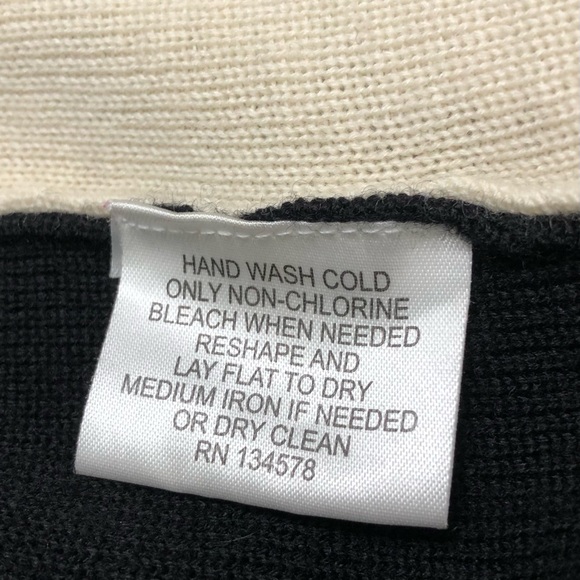 HAND WASH COLD
ONLY NON-CHLORINE
BLEACH WHEN NEEDED
RESHAPE AND
LAY FLAT TO DRY
MEDIUM IRON IF NEEDED
OR DRY CLEAN
RN 134578